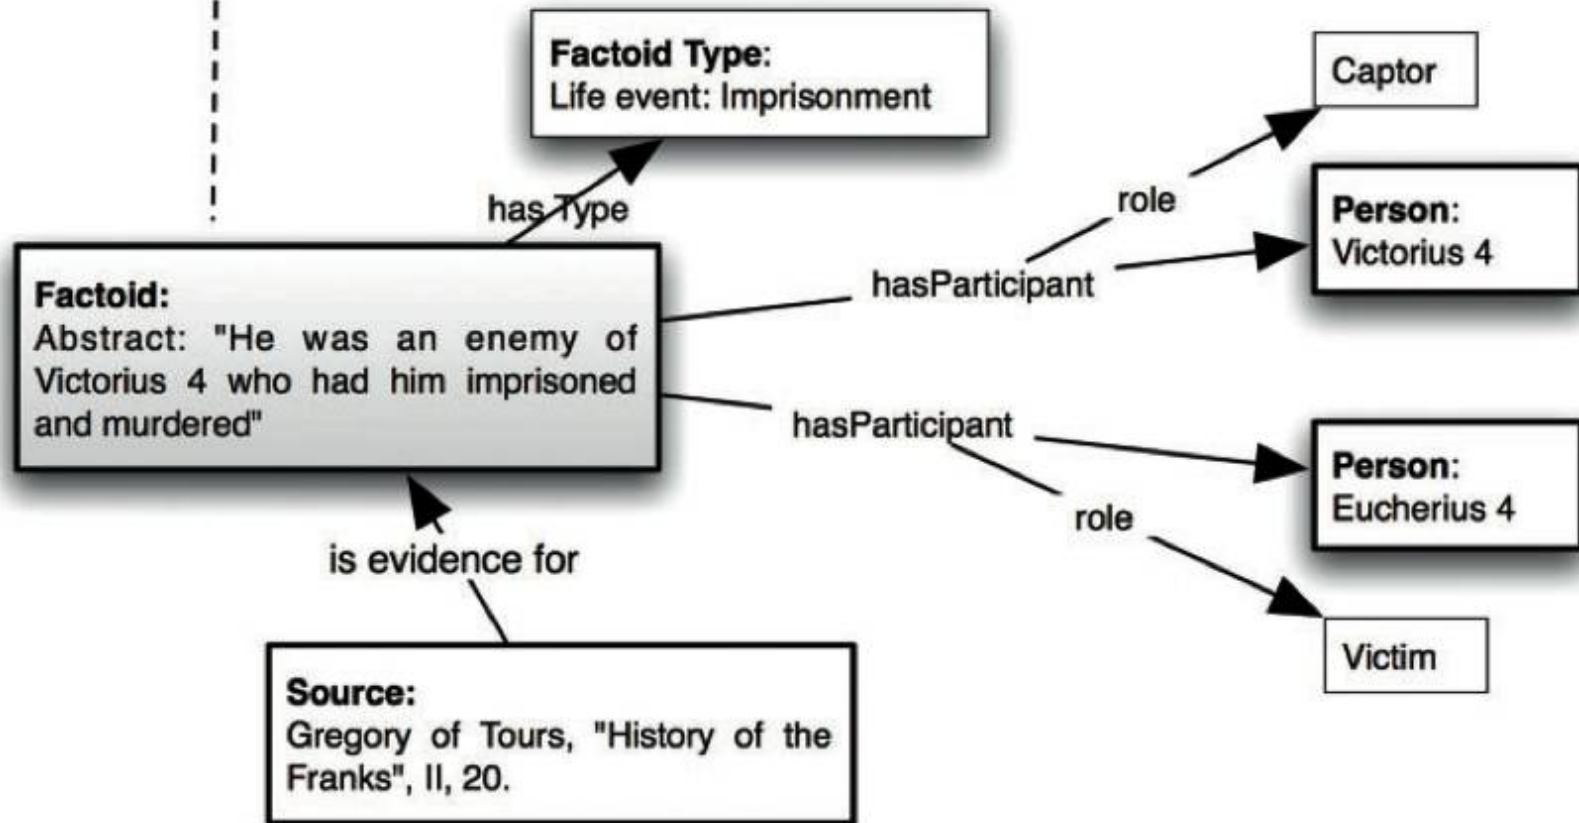 Factoid Type:
Life event: Imprisonment
Captor
has Type
role
Person:
Victorius 4
hasParticipant
Factoid:
Abstract: "He was an enemy of
Victorius 4 who had him imprisoned
and murdered"
hasParticipant
Person:
Eucherius 4
role
is evidence for
Victim
Source:
Gregory of Tours, "History of the
Franks", II, 20.